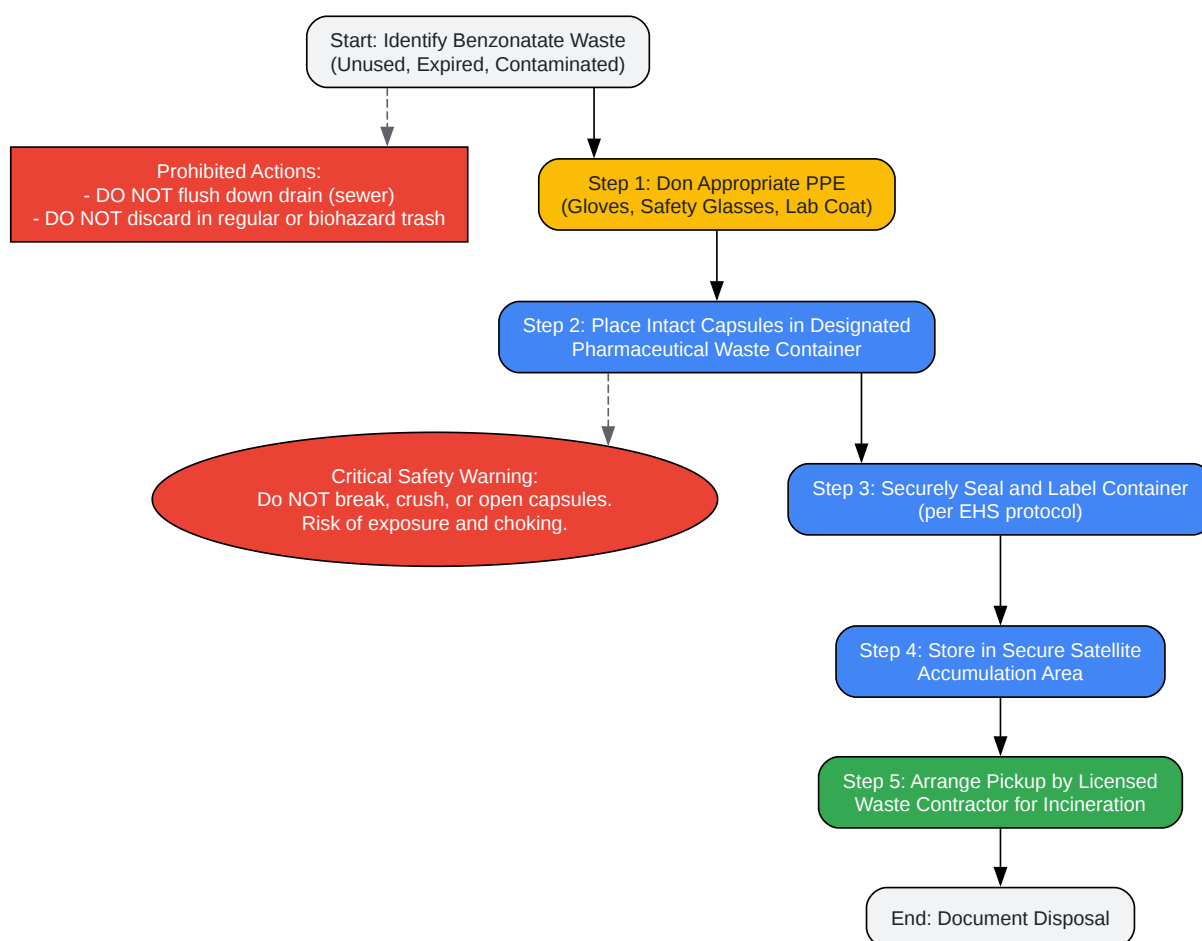 Start: Identify Benzonatate Waste
(Unused, Expired, Contaminated)
Prohibited Actions:
- DO NOT flush down drain (sewer)
- DO NOT discard in regular or biohazard trash
Step 1: Don Appropriate PPE
(Gloves, Safety Glasses, Lab Coat)
Step 2: Place Intact Capsules in Designated
Pharmaceutical Waste Container
Critical Safety Warning:
Do NOT break, crush, or open capsules.
Risk of exposure and choking.
Step 3: Securely Seal and Label Container
(per EHS protocol)
Step 4: Store in Secure Satellite
Accumulation Area
Step 5: Arrange Pickup by Licensed
Waste Contractor for Incineration
End: Document Disposal